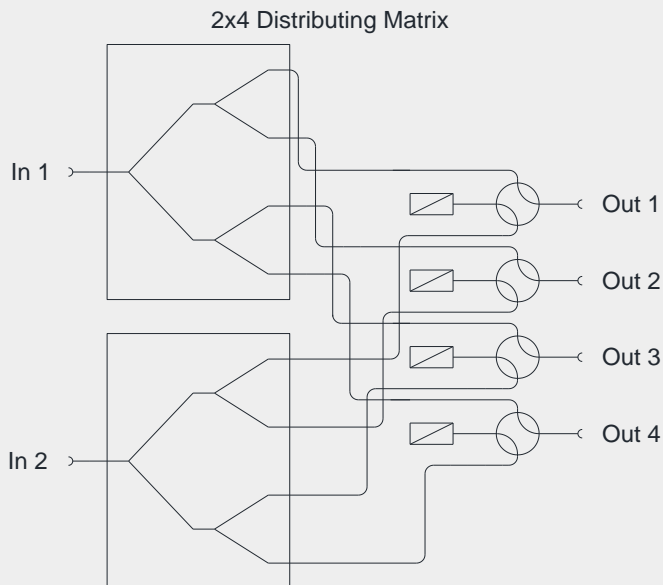 2x4 Distributing Matrix
In 1
Out 1
Out 2
Out 3
Out 4
In 2